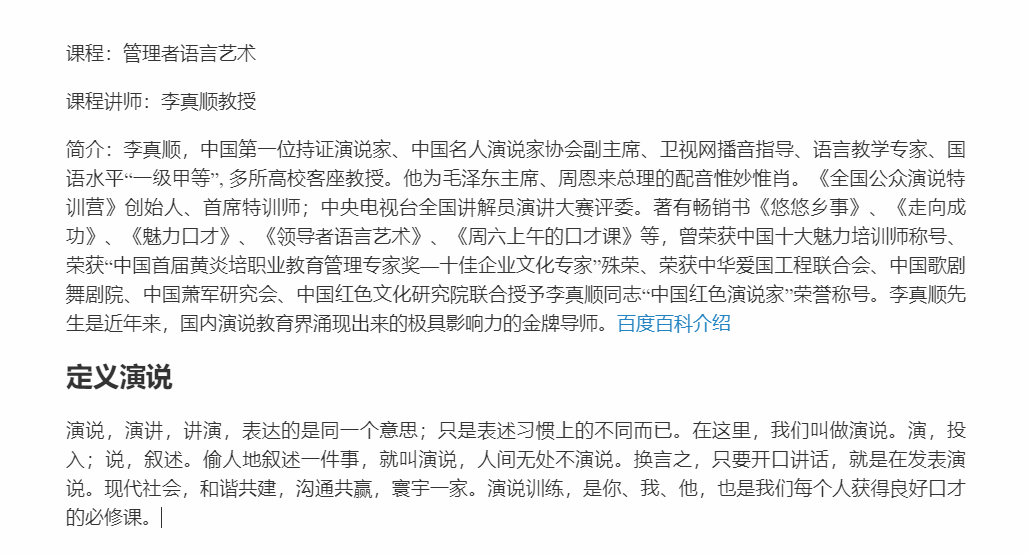 课程：管理者语言艺术
课程讲师：李真顺教授
简介：李真顺，中国第一位持证演说家、中国名人演说家协会副主席、卫视网播音指导、语言教学专家、国
语水平“一级甲等”, 多所高校客座教授。他为毛泽东主席、周恩来总理的配音惟妙惟肖。《全国公众演说特
训营》创始人、首席特训师；中央电视台全国讲解员演讲大赛评委。著有畅销书《悠悠乡事》、《走向成
功》、《魅力口才》、《领导者语言艺术》、《周六上午的口才课》等，曾荣获中国十大魅力培训师称号、
荣获“中国首届黄炎培职业教育管理专家奖—十佳企业文化专家”殊荣、荣获中华爱国工程联合会、中国歌剧
舞剧院、中国萧军研究会、中国红色文化研究院联合授予李真顺同志“中国红色演说家”荣誉称号。李真顺先
生是近年来，国内演说教育界涌现出来的极具影响力的金牌导师。百度百科介绍
定义演说
演说，演讲，讲演，表达的是同一个意思；只是表述习惯上的不同而已。在这里，我们叫做演说。演，投
入；说，叙述。偷人地叙述一件事，就叫演说，人间无处不演说。换言之，只要开口讲话，就是在发表演
说。现代社会，和谐共建，沟通共赢，寰宇一家。演说训练，是你、我、他，也是我们每个人获得良好口才
的必修课。